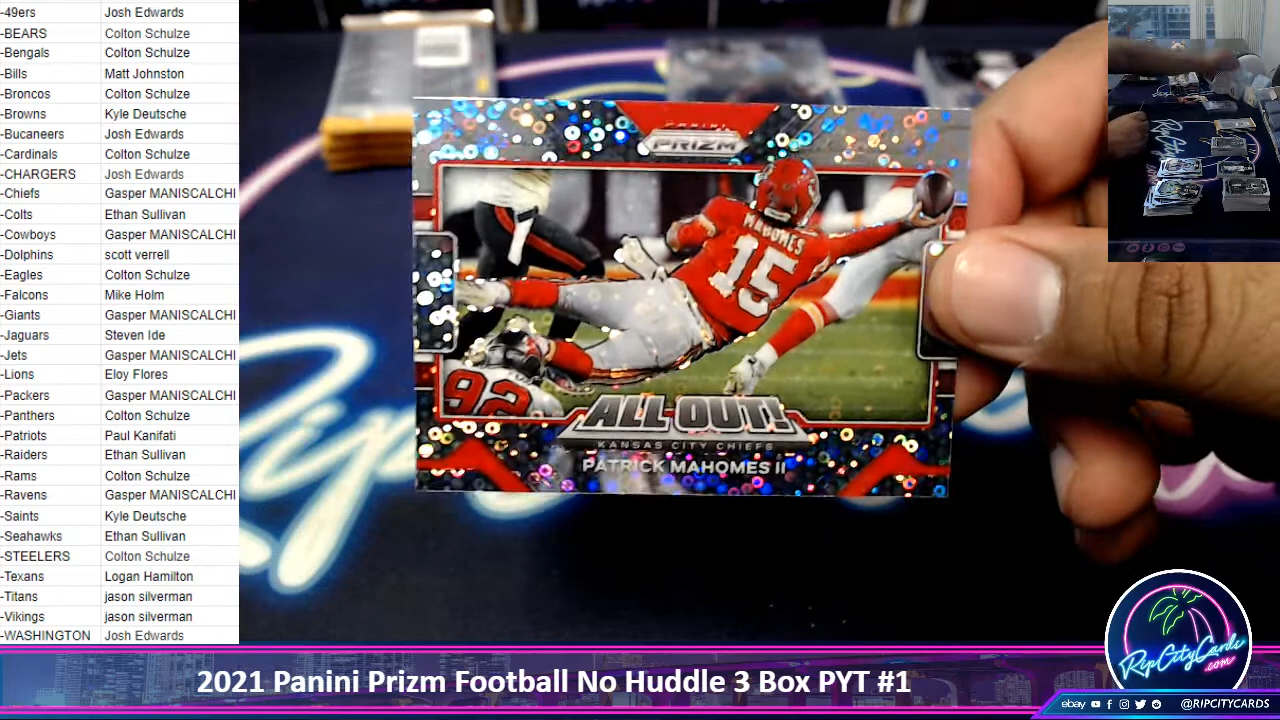 -49ers Josh Edwards
-BEARS Colton Schulze
-Bengals Colton Schulze
-Bills Matt Johnston
-Broncos Colton Schulze
-Browns Kyle Deutsche
-Bucaneers Josh Edwards
-Cardinals Colton Schulze
-CHARGERS Josh Edwards
-Chiefs Gasper MANISCALCHI
-Colts Ethan Sullivan
-Cowboys Gasper MANISCALCHI
-Dolphins scott verrell
-Eagles Colton Schulze
-Falcons Mike Holm
-Giants Gasper MANISCALCHI
-Jaguars Steven Ide
-Jets Gasper MANISCALCHI
-Lions Eloy Flores
-Packers Gasper MANISCALCHI
-Panthers Colton Schulze
-Patriots Paul Kanifati
-Raiders Ethan Sullivan
-Rams Colton Schulze
-Ravens Gasper MANISCALCHI
-Saints Kyle Deutsche
-Seahawks Ethan Sullivan
-STEELERS Colton Schulze
-Texans Logan Hamilton
-Titans jason silverman
-Vikings jason silverman
-WASHINGTON Josh Edwards
PANINI
PRIZM
MAHOMES
15
92
ALL-OUT!
KANSAS CITY CHIEFS
PATRICK MAHOMES II
RipCityCards
.com
2021 Panini Prizm Football No Huddle 3 Box PYT #1
ebay @RIPCITYCARDS